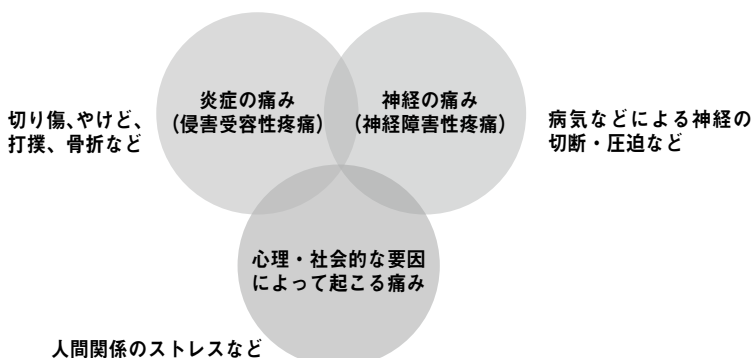 炎症の痛み
(侵害受容性疼痛)
神経の痛み
(神経障害性疼痛)
切り傷、やけど、
打撲、骨折など
病気などによる神経の
切断・圧迫など
心理・社会的な要因
によって起こる痛み
人間関係のストレスなど